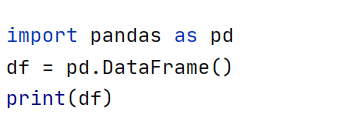 import pandas as pd
df = pd.DataFrame()
print(df)